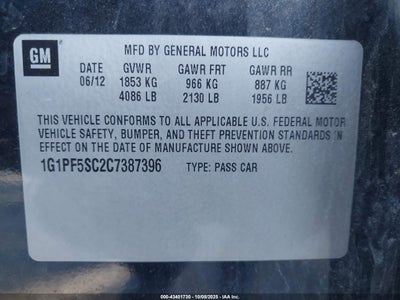 GM
MFD BY GENERAL MOTORS LLC
DATE GVWR GAWR FRT GAWR RR
06/12 1853 KG 966 KG 887 KG
4086 LB 2130 LB 1956 LB
THIS VEHICLE CONFORMS TO ALL APPLICABLE U.S. FEDERAL MOTOR
VEHICLE SAFETY, BUMPER, AND THEFT PREVENTION STANDARDS IN
EFFECT ON THE DATE OF MANUFACTURE SHOWN ABOVE.
1G1PF5SC2C7387396 TYPE: PASS CAR
000-43401730 - 10/08/2025 - IAA Inc.